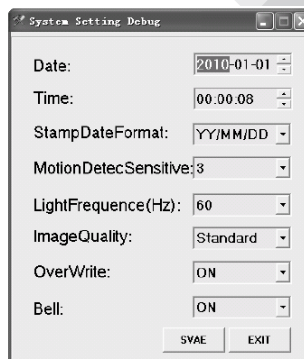 System Setting Debug
Date: 2010-01-01
Time: 00:00:08
StampDateFormat: YY/MM/DD
MotionDetecSensitive: 3
LightFrequence(Hz): 60
ImageQuality: Standard
OverWrite: ON
Bell: ON
SVAE EXIT